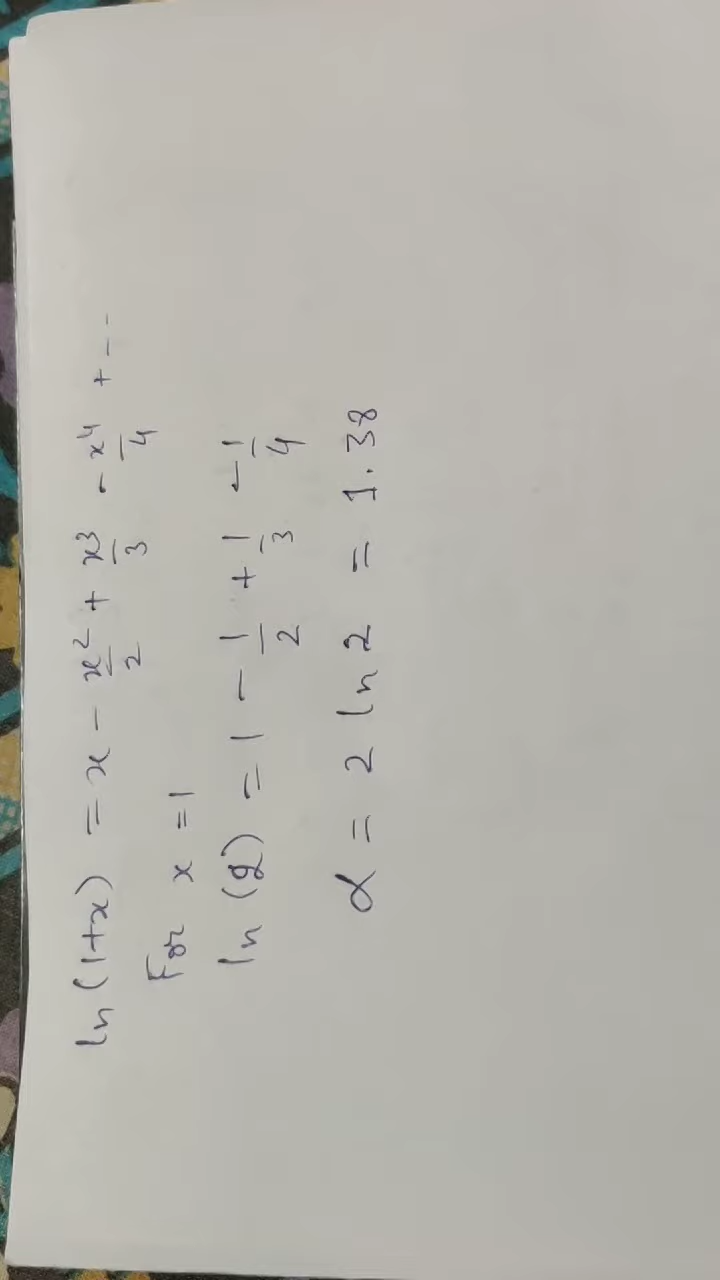 ln(1+x) = x - x²/2 + x³/3 - x⁴/4 + ---
For x = 1
ln(2) = 1 - 1/2 + 1/3 - 1/4
α = 2 ln 2 = 1.38